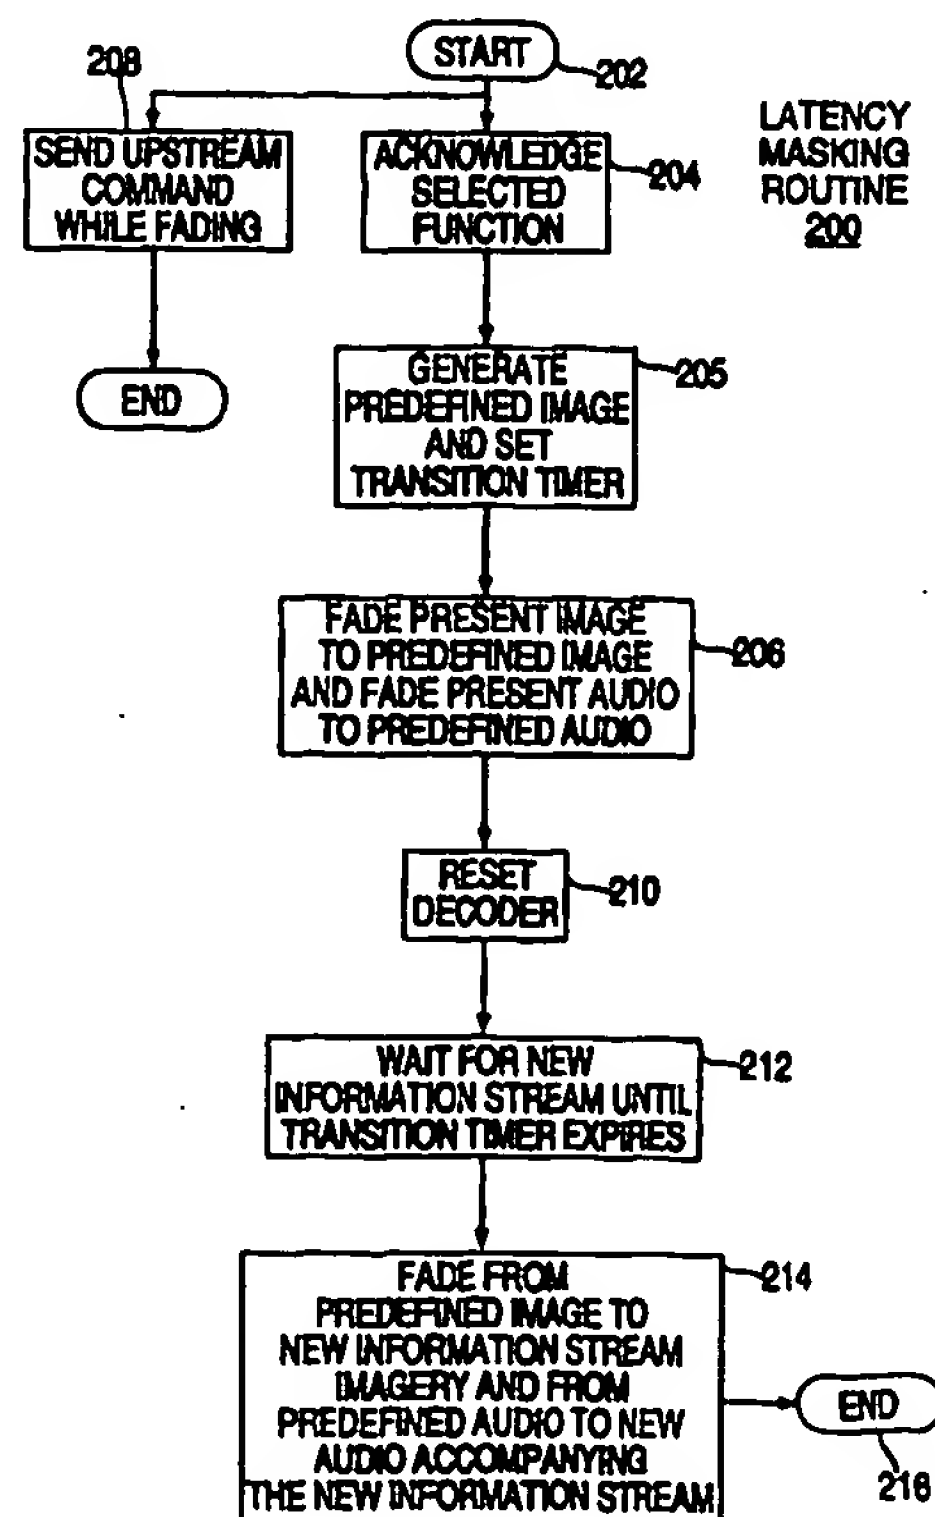 START
202
208
SEND UPSTREAM
COMMAND
WHILE FADING
ACKNOWLEDGE
SELECTED
FUNCTION
204
LATENCY
MASKING
ROUTINE
200
END
GENERATE
PREDEFINED IMAGE
AND SET
TRANSITION TIMER
205
FADE PRESENT IMAGE
TO PREDEFINED IMAGE
AND FADE PRESENT AUDIO
TO PREDEFINED AUDIO
206
RESET
DECODER
210
WAIT FOR NEW
INFORMATION STREAM UNTIL
TRANSITION TIMER EXPIRES
212
FADE FROM
PREDEFINED IMAGE TO
NEW INFORMATION STREAM
IMAGERY AND FROM
PREDEFINED AUDIO TO NEW
AUDIO ACCOMPANYING
THE NEW INFORMATION STREAM
214
END
216